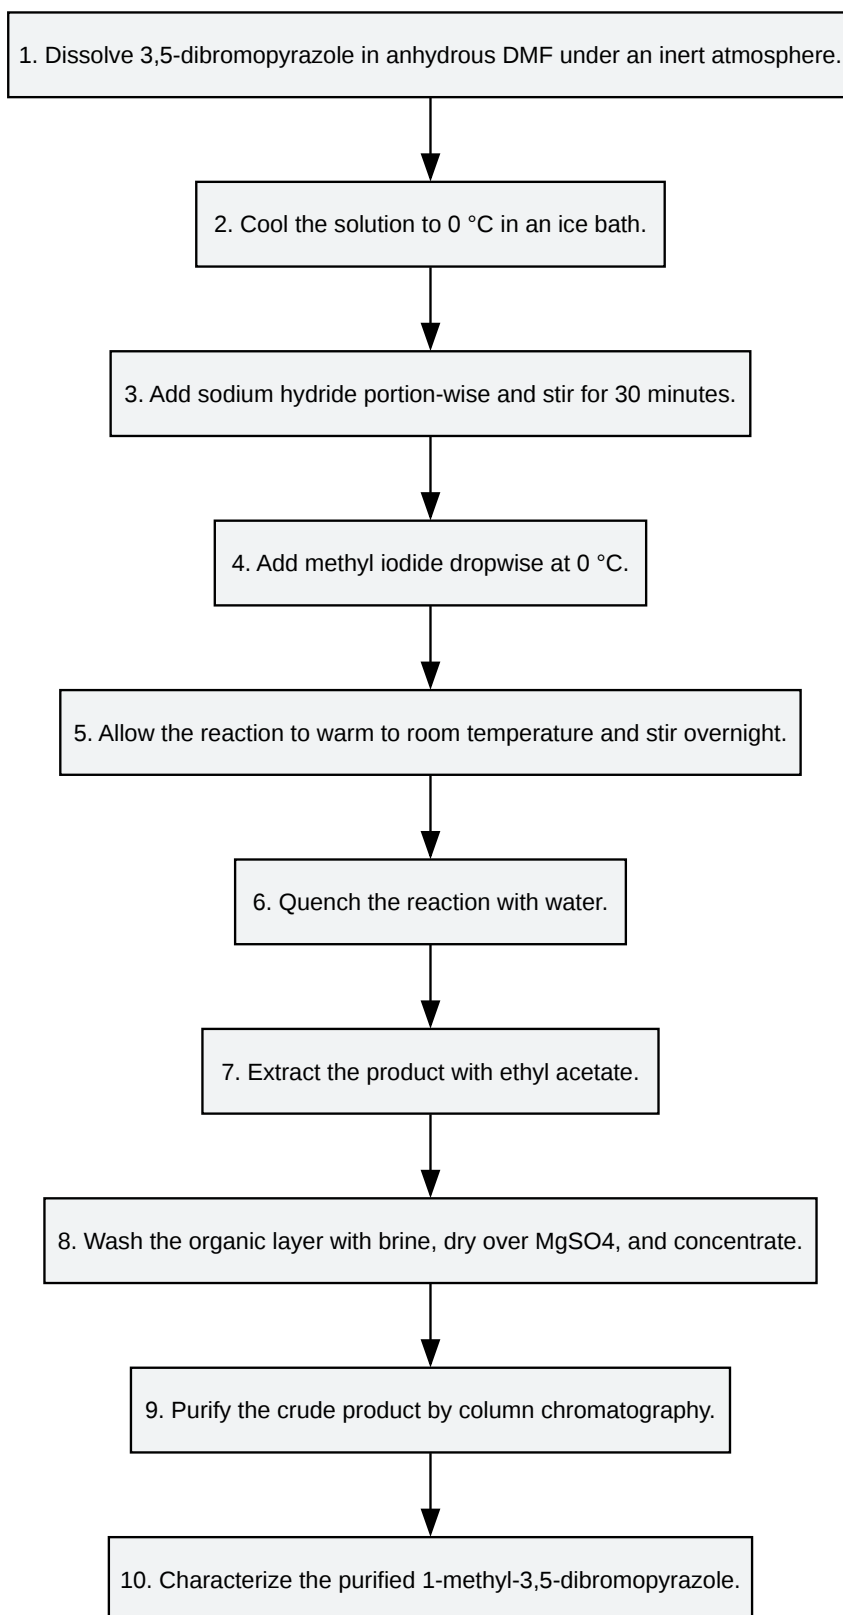 1. Dissolve 3,5-dibromopyrazole in anhydrous DMF under an inert atmosphere.
2. Cool the solution to 0 °C in an ice bath.
3. Add sodium hydride portion-wise and stir for 30 minutes.
4. Add methyl iodide dropwise at 0 °C.
5. Allow the reaction to warm to room temperature and stir overnight.
6. Quench the reaction with water.
7. Extract the product with ethyl acetate.
8. Wash the organic layer with brine, dry over MgSO4, and concentrate.
9. Purify the crude product by column chromatography.
10. Characterize the purified 1-methyl-3,5-dibromopyrazole.